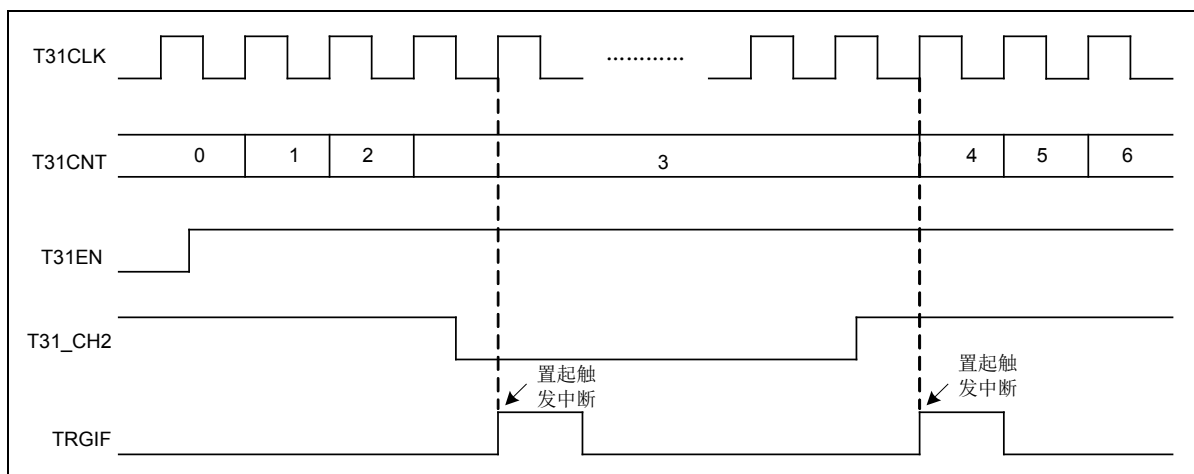 T31CLK
…………
T31CNT
0 1 2 3 4 5 6
T31EN
T31_CH2
置起触
发中断
置起触
发中断
TRGIF